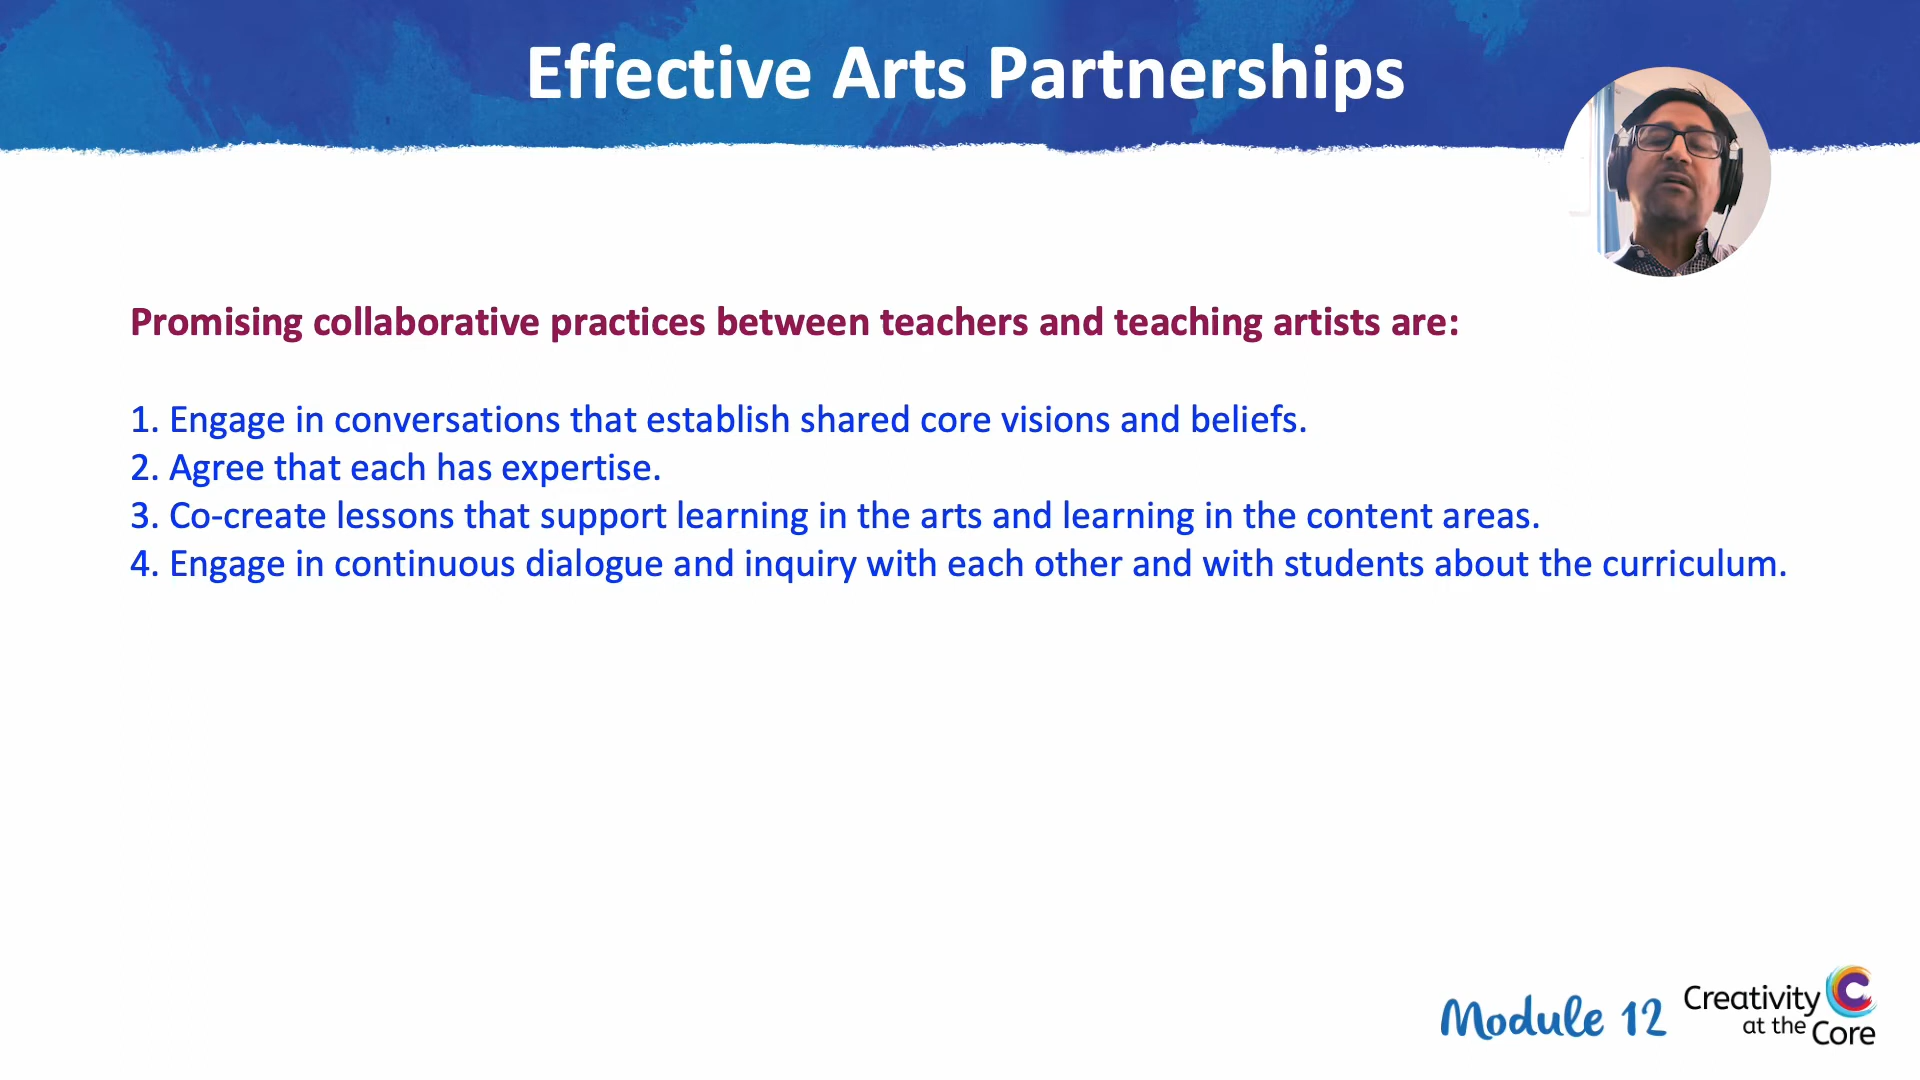 Effective Arts Partnerships
Promising collaborative practices between teachers and teaching artists are:
1. Engage in conversations that establish shared core visions and beliefs.
2. Agree that each has expertise.
3. Co-create lessons that support learning in the arts and learning in the content areas.
4. Engage in continuous dialogue and inquiry with each other and with students about the curriculum.
Module 12
Creativity
at the Core